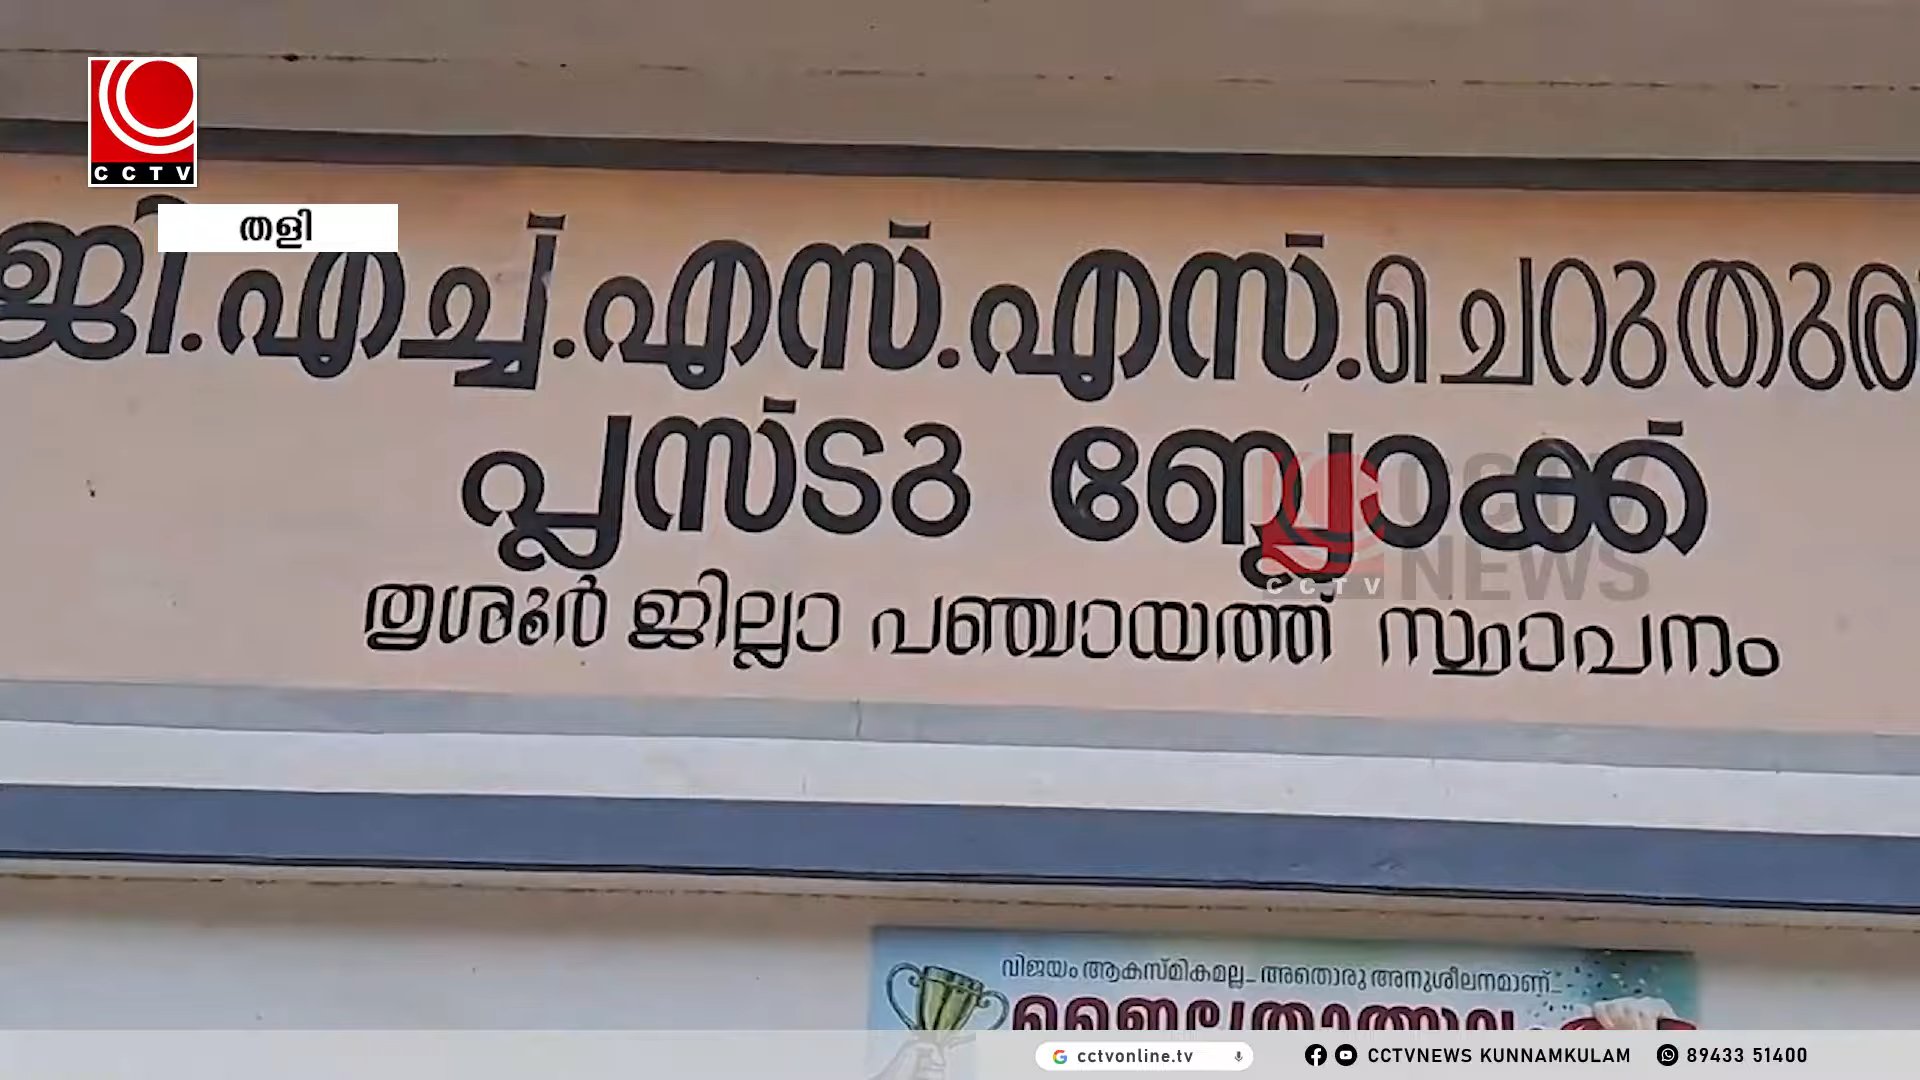 CCTV
തളി
ജി.എച്ച്.എസ്.എസ്.ചെറുതുരു
പ്ലസ്ടു ബ്ലോക്ക്
CCTV NEWS
CCTV
തൃശൂർ ജില്ലാ പഞ്ചായത്ത് സ്ഥാപനം
വിജയം ആകസ്മികമല്ല... അതൊരു അനുശീലനമാണ്...
cctvonline.tv
CCTVNEWS KUNNAMKULAM
89433 51400